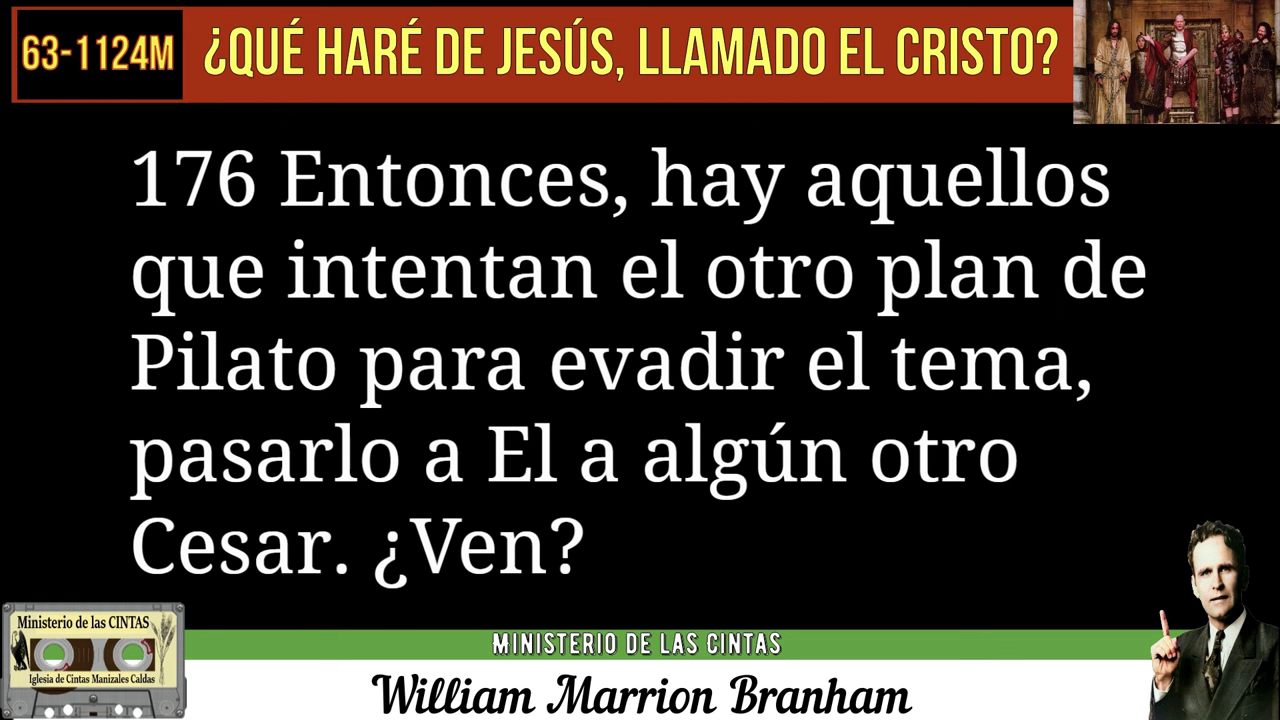 63-1124M
¿QUÉ HARÉ DE JESÚS, LLAMADO EL CRISTO?
176 Entonces, hay aquellos
que intentan el otro plan de
Pilato para evadir el tema,
pasarlo a El a algún otro
Cesar. ¿Ven?
Ministerio de las CINTAS
Iglesia de Cintas Manizales Caldas
MINISTERIO DE LAS CINTAS
William Marrion Branham